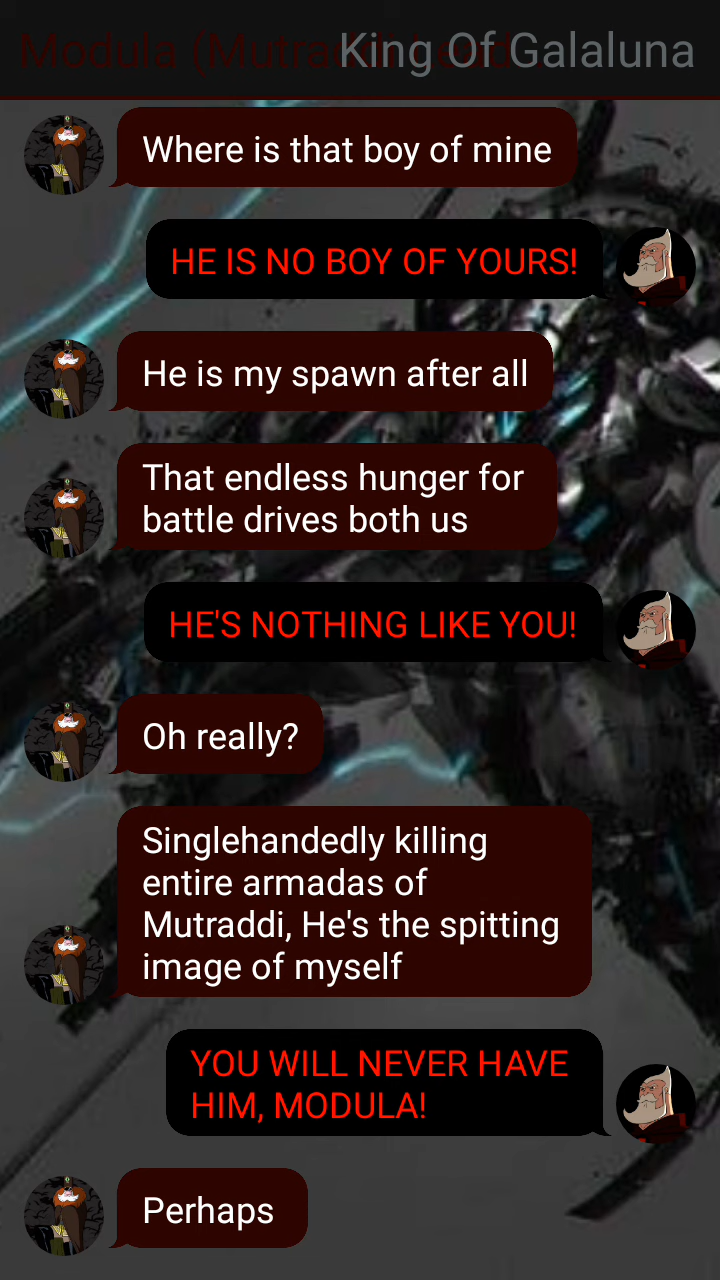 Modula (Mutraddi
King Of Galaluna
Where is that boy of mine
HE IS NO BOY OF YOURS!
He is my spawn after all
That endless hunger for
battle drives both us
HE'S NOTHING LIKE YOU!
Oh really?
Singlehandedly killing
entire armadas of
Mutraddi, He's the spitting
image of myself
YOU WILL NEVER HAVE
HIM, MODULA!
Perhaps